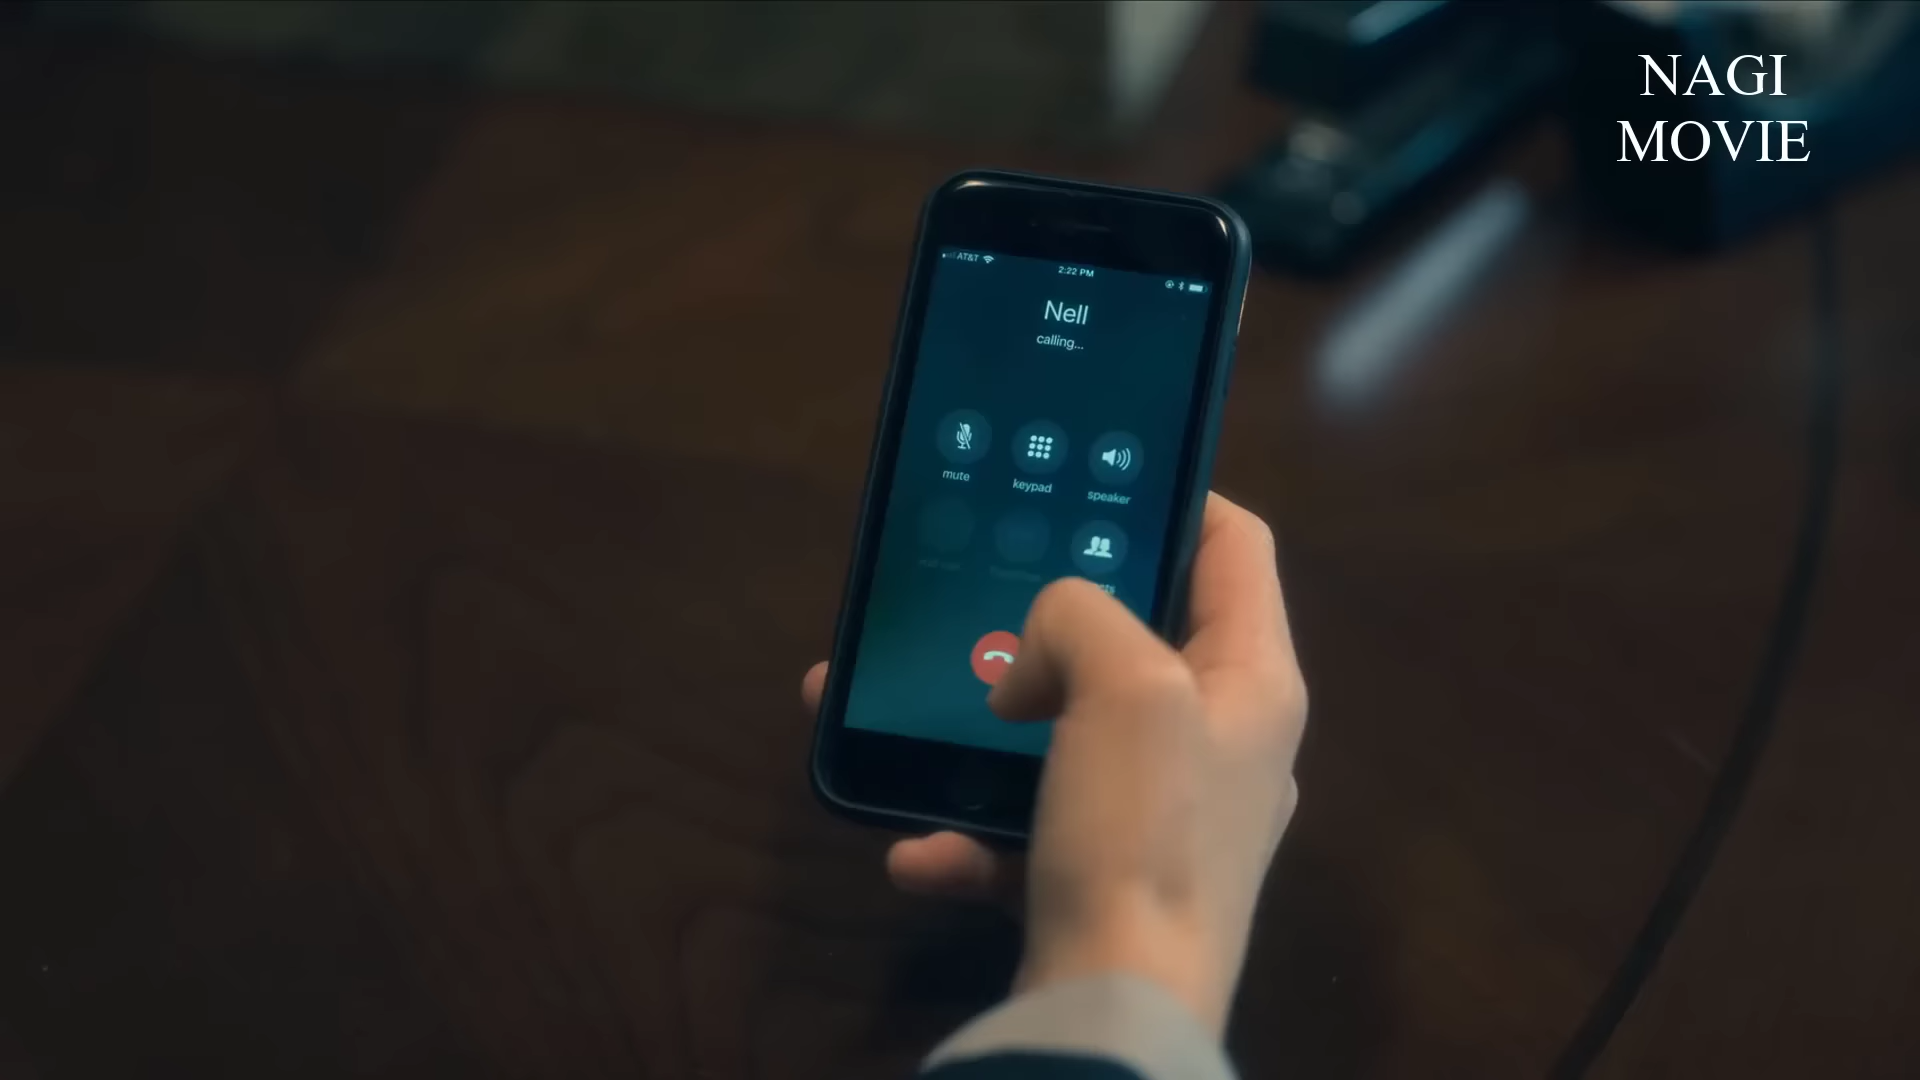 NAGI
MOVIE
AT&T
2:22 PM
Nell
calling...
mute
keypad
speaker